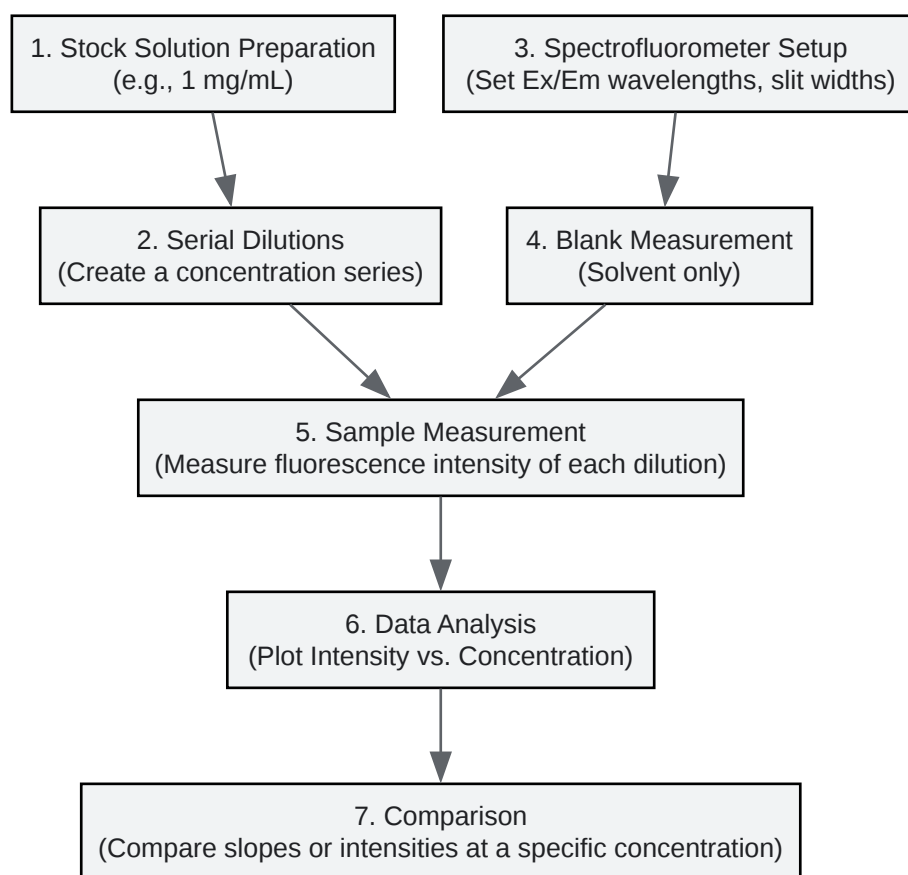 1. Stock Solution Preparation
(e.g., 1 mg/mL)
3. Spectrofluorometer Setup
(Set Ex/Em wavelengths, slit widths)
2. Serial Dilutions
(Create a concentration series)
4. Blank Measurement
(Solvent only)
5. Sample Measurement
(Measure fluorescence intensity of each dilution)
6. Data Analysis
(Plot Intensity vs. Concentration)
7. Comparison
(Compare slopes or intensities at a specific concentration)